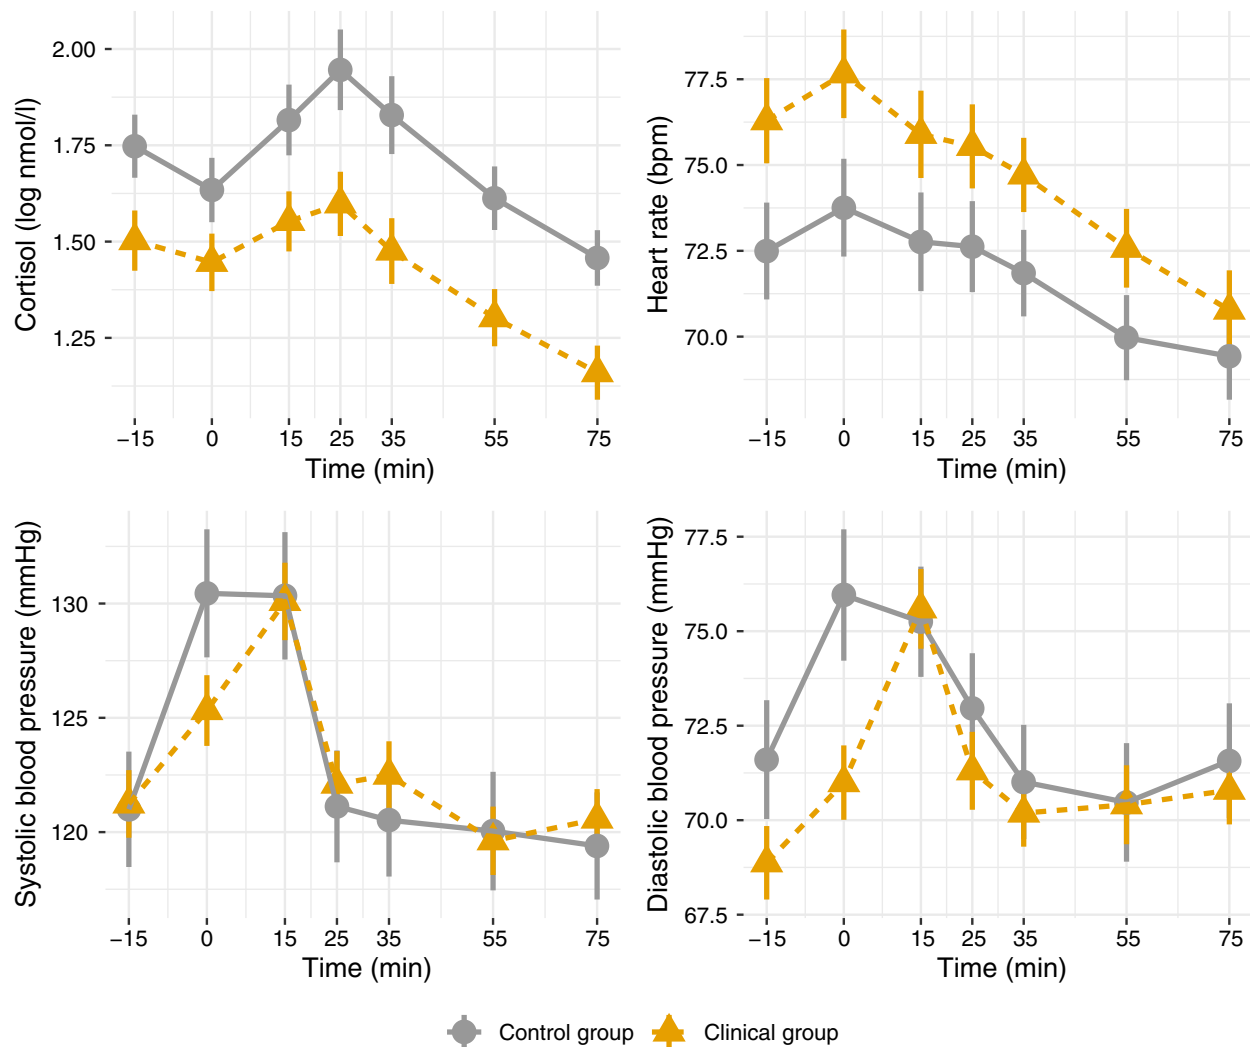 Cortisol (log nmol/l)
2.00
1.75
1.50
1.25
−15 0 15 25 35 55 75
Time (min)
Heart rate (bpm)
77.5
75.0
72.5
70.0
−15 0 15 25 35 55 75
Time (min)
Systolic blood pressure (mmHg)
130
125
120
−15 0 15 25 35 55 75
Time (min)
Diastolic blood pressure (mmHg)
77.5
75.0
72.5
70.0
67.5
−15 0 15 25 35 55 75
Time (min)
Control group Clinical group